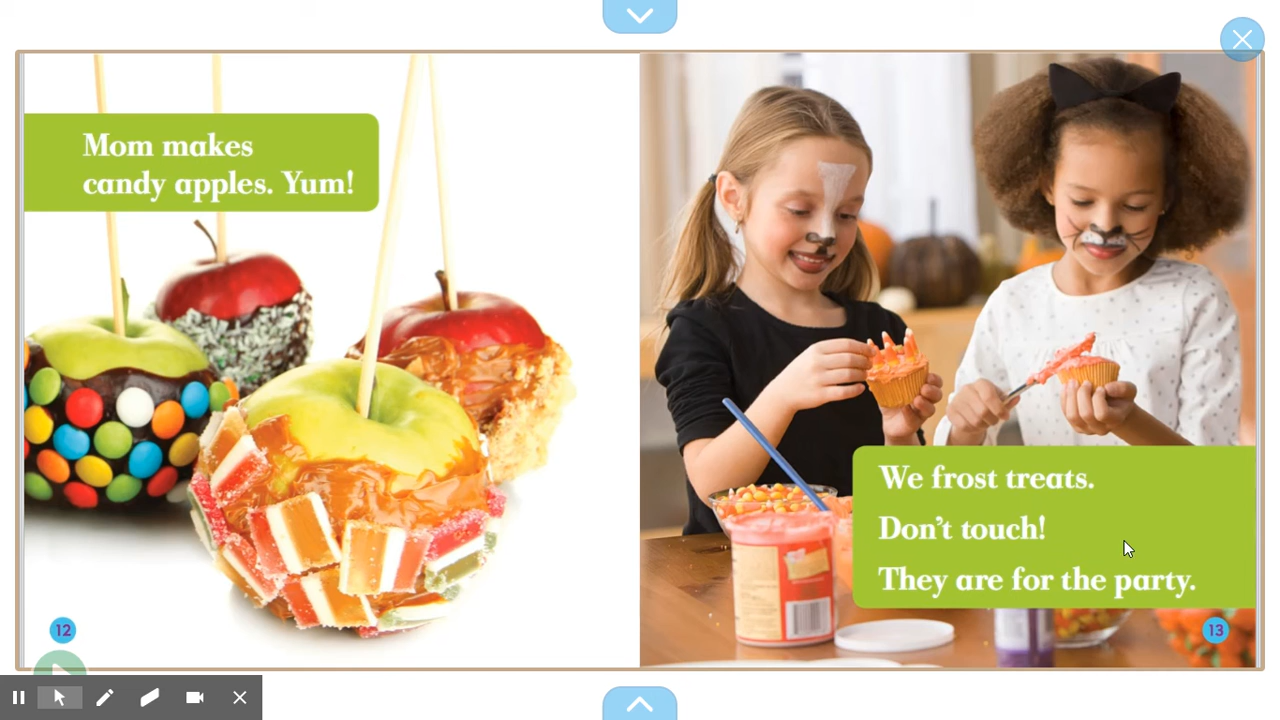 Mom makes
candy apples. Yum!
We frost treats.
Don't touch!
They are for the party.
12
13